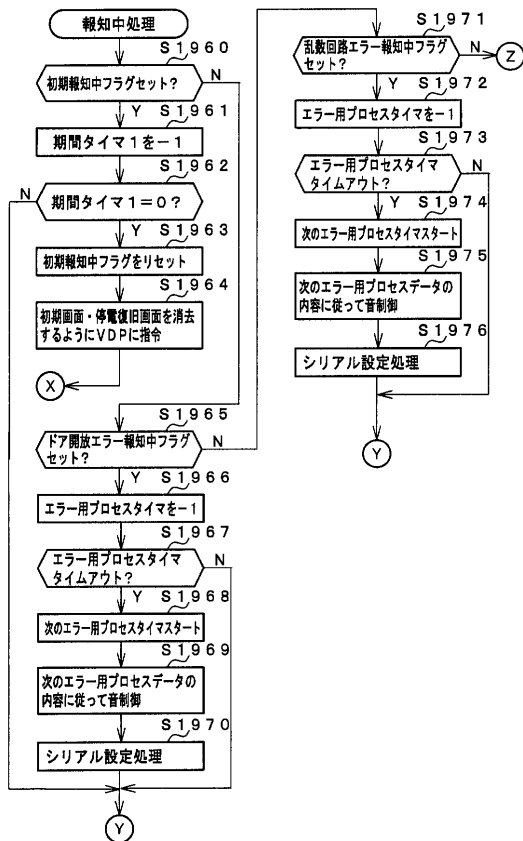 報知中処理
S1960
初期報知中フラグセット?
N
Y
S1961
期間タイマ1を−1
S1962
N
期間タイマ1=0?
Y
S1963
初期報知中フラグをリセット
S1964
初期画面・停電復旧画面を消去
するようにVDPに指令
X
S1965
ドア開放エラー報知中フラグ
セット?
N
Y
S1966
エラー用プロセスタイマを−1
S1967
エラー用プロセスタイマ
タイムアウト?
N
Y
S1968
次のエラー用プロセスタイマスタート
S1969
次のエラー用プロセスデータの
内容に従って音制御
S1970
シリアル設定処理
Y
S1971
乱数回路エラー報知中フラグ
セット?
N
Z
Y
S1972
エラー用プロセスタイマを−1
S1973
エラー用プロセスタイマ
タイムアウト?
N
Y
S1974
次のエラー用プロセスタイマスタート
S1975
次のエラー用プロセスデータの
内容に従って音制御
S1976
シリアル設定処理
Y